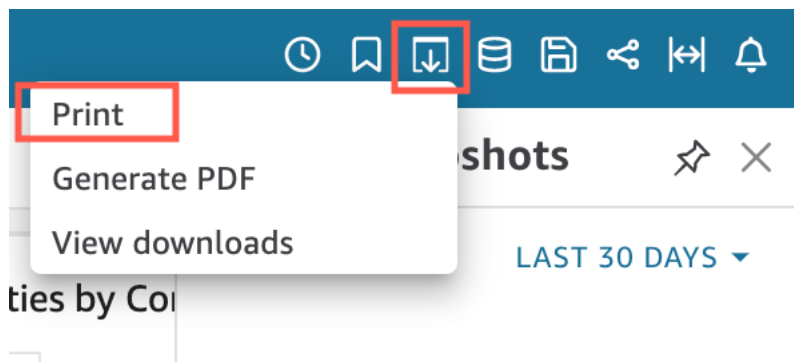 Print
shots
Generate PDF
View downloads
LAST 30 DAYS
ties by Co